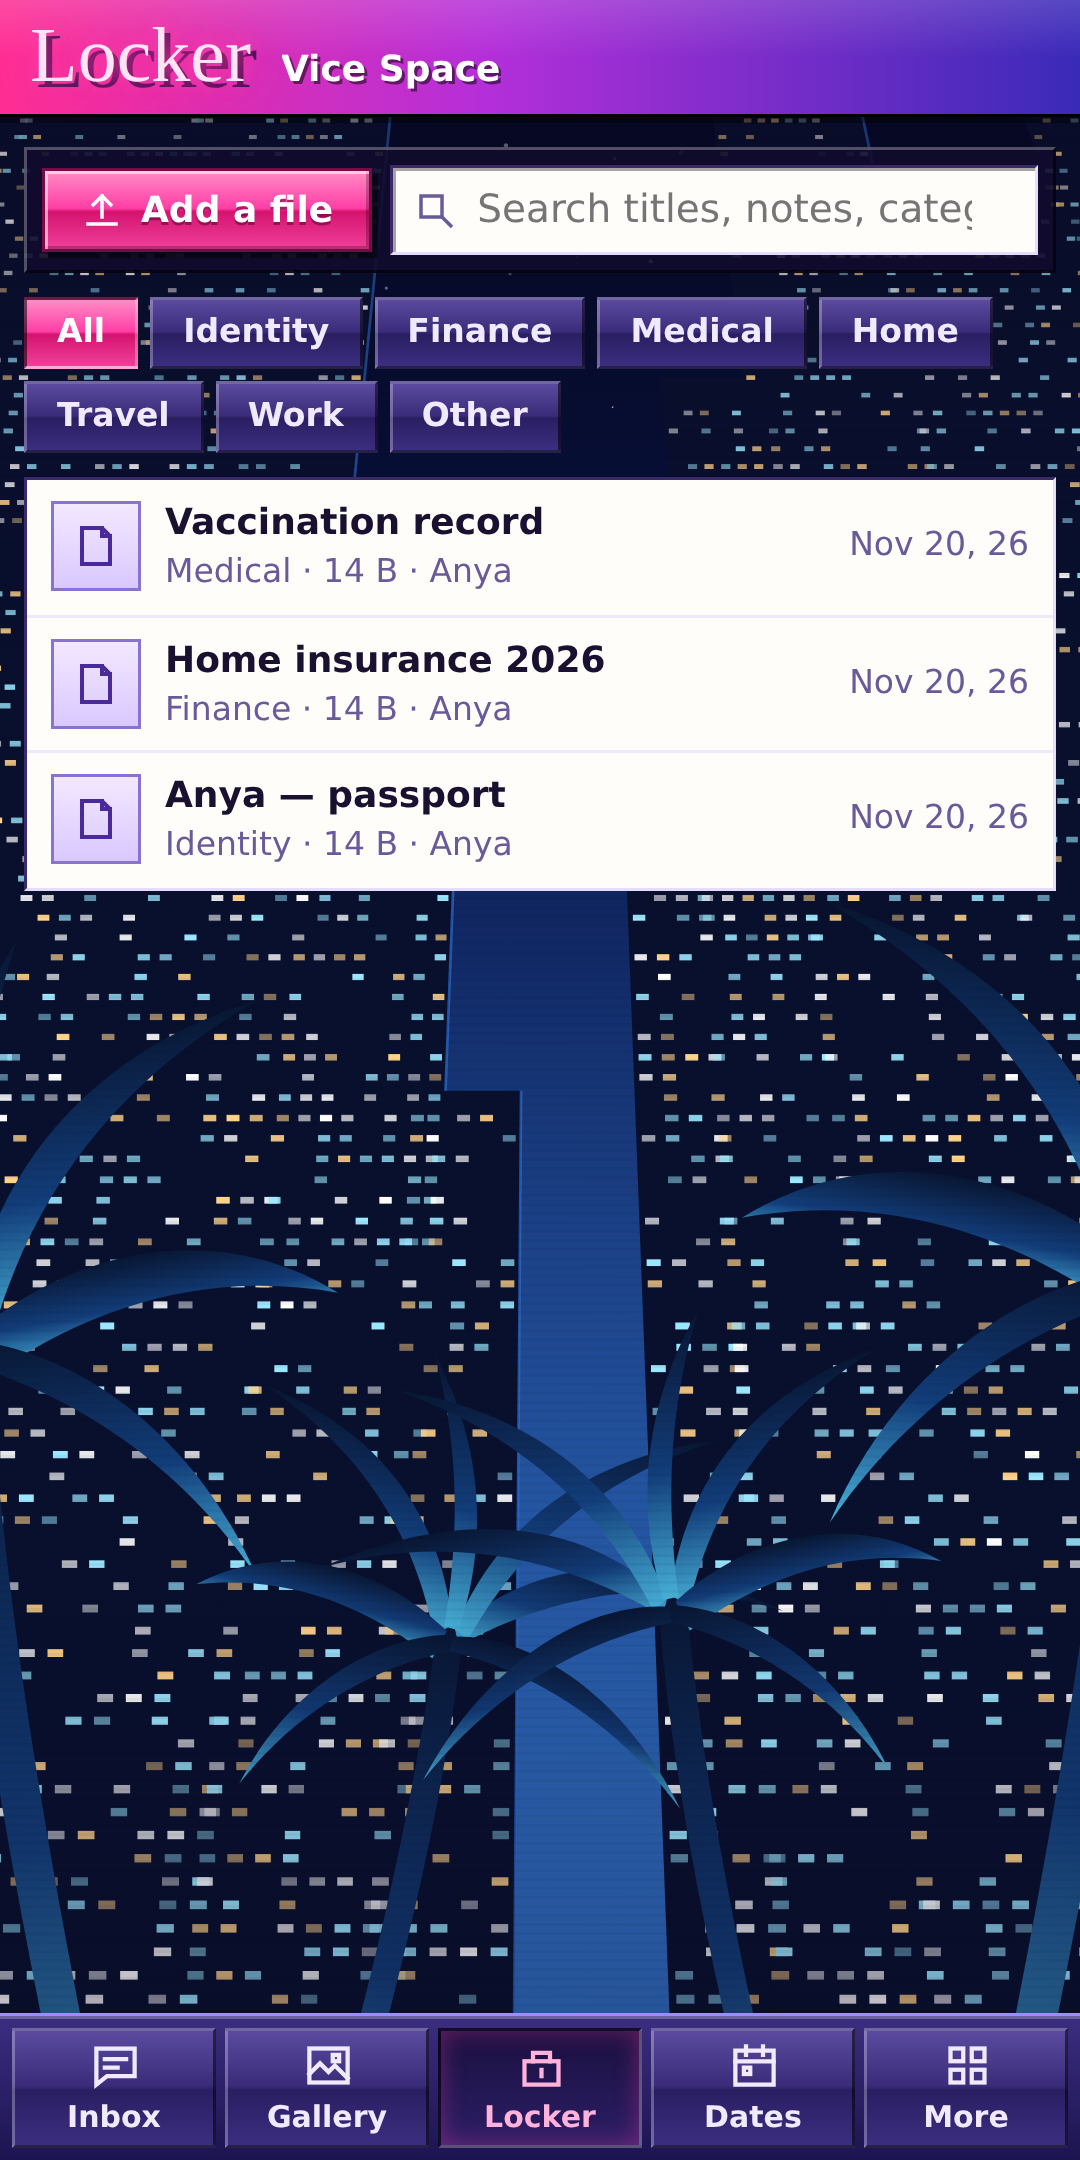 Locker Vice Space
Add a file
Search titles, notes, categ
All Identity Finance Medical Home
Travel Work Other
Vaccination record
Medical · 14 B · Anya
Nov 20, 26
Home insurance 2026
Finance · 14 B · Anya
Nov 20, 26
Anya — passport
Identity · 14 B · Anya
Nov 20, 26
Inbox Gallery Locker Dates More